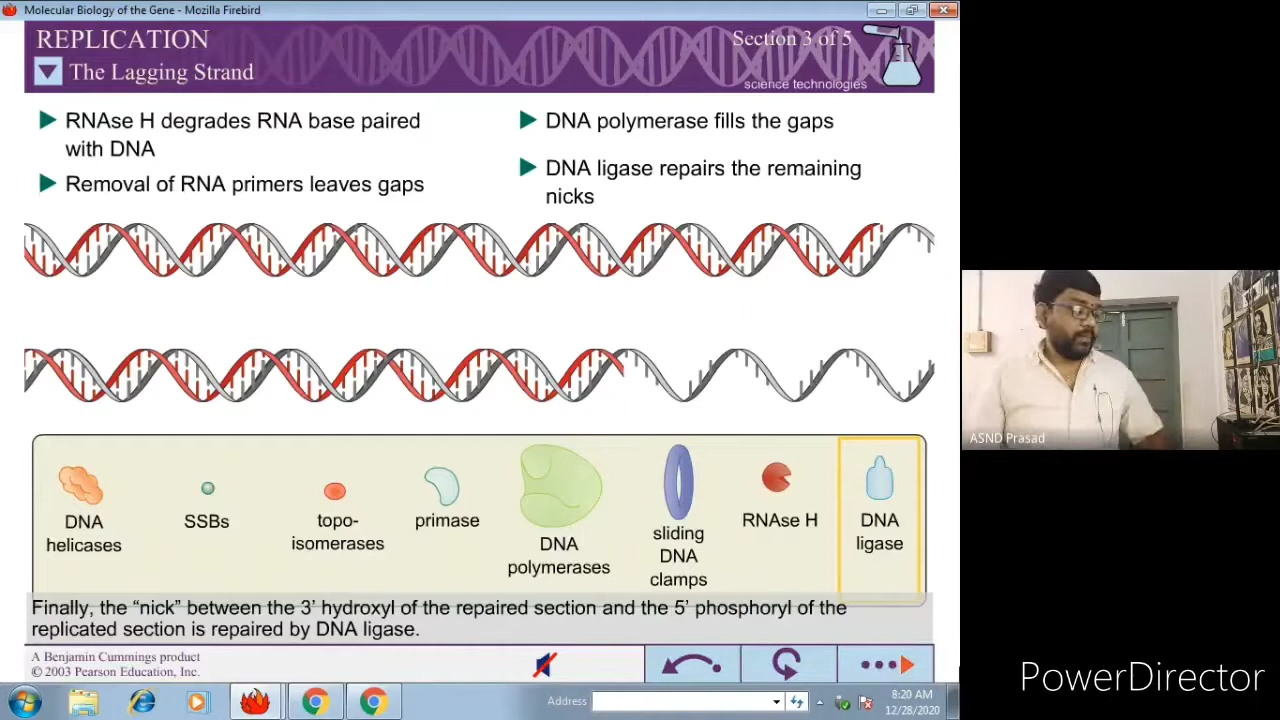 Molecular Biology of the Gene - Mozilla Firebird
REPLICATION
The Lagging Strand
Section 3 of 5
science technologies
RNAse H degrades RNA base paired
with DNA
Removal of RNA primers leaves gaps
DNA polymerase fills the gaps
DNA ligase repairs the remaining
nicks
DNA
helicases
SSBs
topo-
isomerases
primase
DNA
polymerases
sliding
DNA
clamps
RNAse H
DNA
ligase
Finally, the “nick” between the 3’ hydroxyl of the repaired section and the 5’ phosphoryl of the
replicated section is repaired by DNA ligase.
A Benjamin Cummings product
© 2003 Pearson Education, Inc.
Address
8:20 AM
12/28/2020
ASND Prasad
PowerDirector